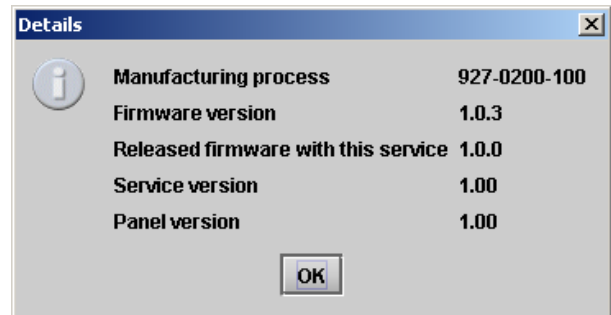 Details
Manufacturing process 927-0200-100
Firmware version 1.0.3
Released firmware with this service 1.0.0
Service version 1.00
Panel version 1.00
OK